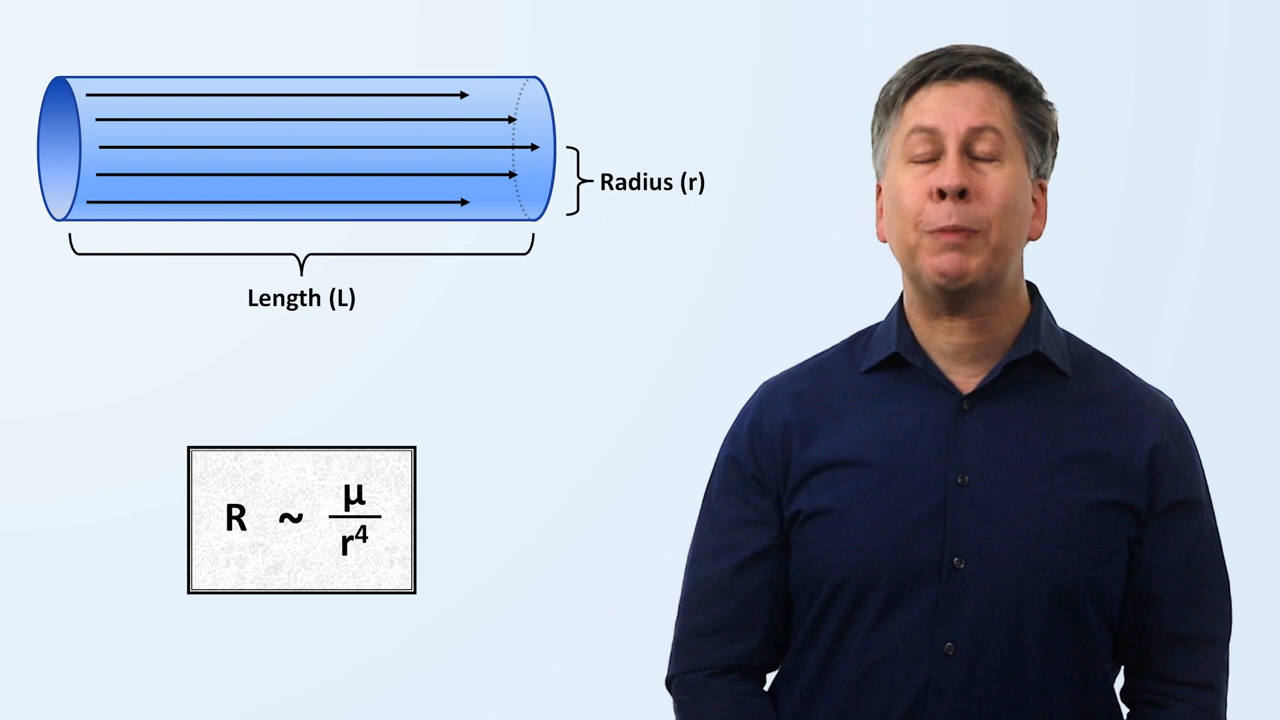 Radius (r)
Length (L)
R ~ μ
r⁴